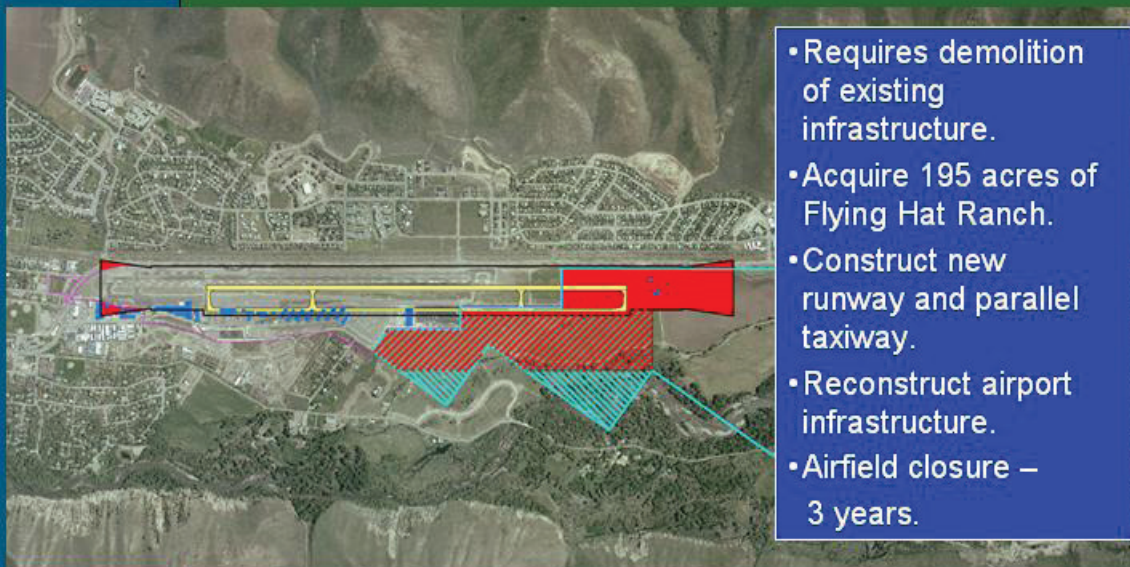 • Requires demolition
of existing
infrastructure.
• Acquire 195 acres of
Flying Hat Ranch.
• Construct new
runway and parallel
taxiway.
• Reconstruct airport
infrastructure.
• Airfield closure –
3 years.